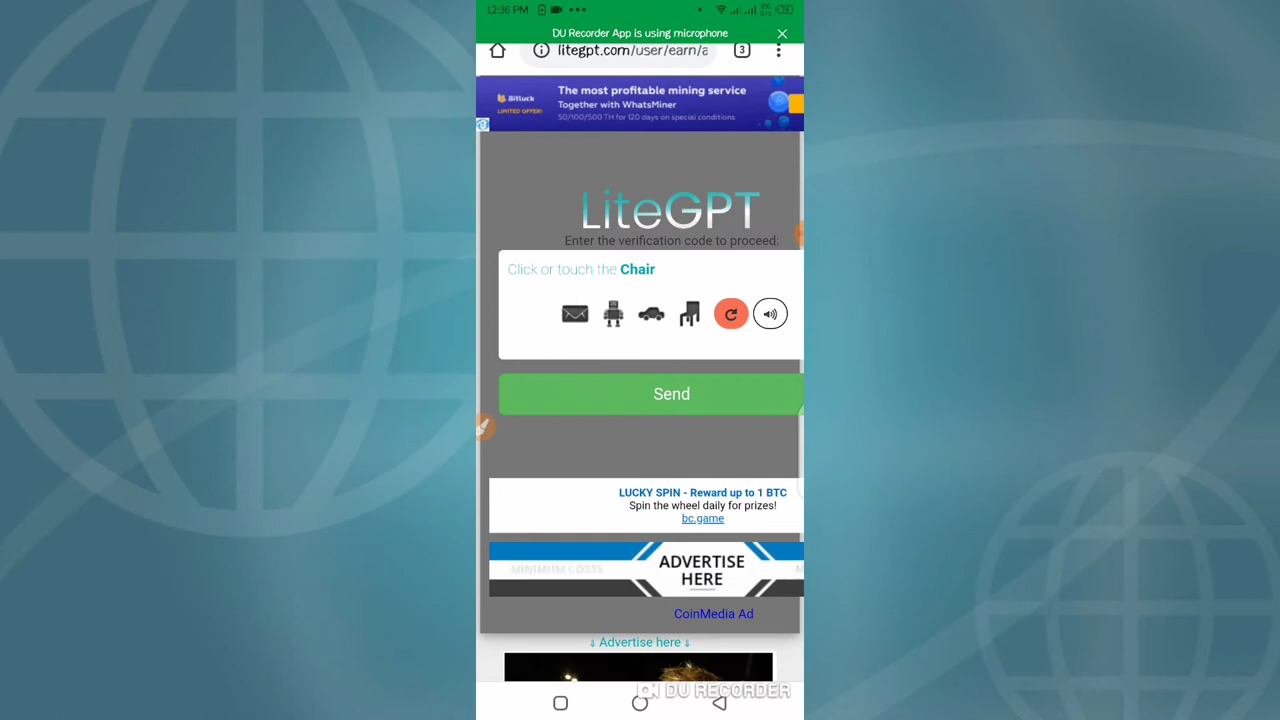 12:36 PM
DU Recorder App is using microphone
litegpt.com/user/earn/a
3
Bitluck
LIMITED OFFER!
The most profitable mining service
Together with WhatsMiner
50/100/500 TH for 120 days on special conditions
LiteGPT
Enter the verification code to proceed:
Click or touch the Chair
Send
LUCKY SPIN - Reward up to 1 BTC
Spin the wheel daily for prizes!
bc.game
MINIMUM COSTS
ADVERTISE
HERE
CoinMedia Ad
⇓ Advertise here ⇓
DU RECORDER